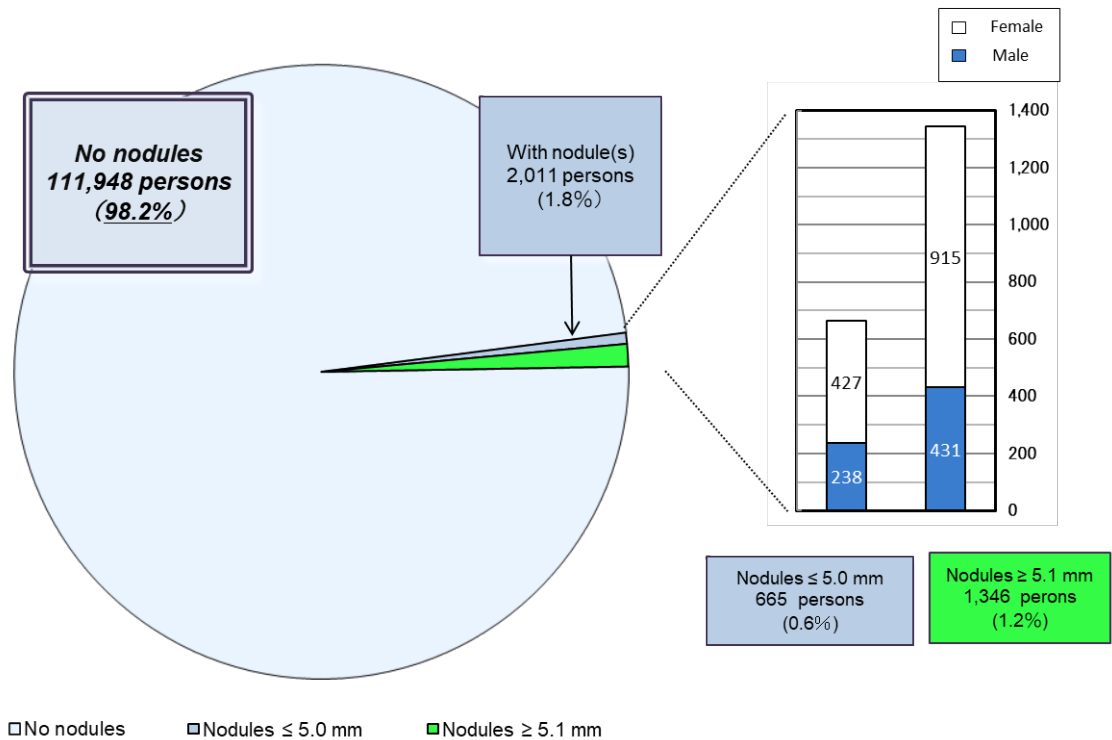 Female
Male
No nodules
111,948 persons
(98.2%)
With nodule(s)
2,011 persons
(1.8%)
1,400
1,200
1,000
800
600
400
200
0
915
427
431
238
Nodules ≤ 5.0 mm
665 persons
(0.6%)
Nodules ≥ 5.1 mm
1,346 perons
(1.2%)
No nodules
Nodules ≤ 5.0 mm
Nodules ≥ 5.1 mm